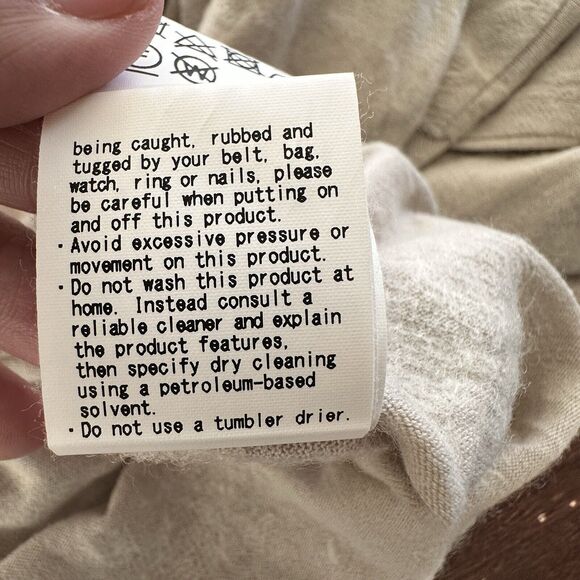 being caught, rubbed and
tugged by your belt, bag,
watch, ring or nails, please
be careful when putting on
and off this product.
・Avoid excessive pressure or
movement on this product.
・Do not wash this product at
home. Instead consult a
reliable cleaner and explain
the product features,
then specify dry cleaning
using a petroleum-based
solvent.
・Do not use a tumbler drier.